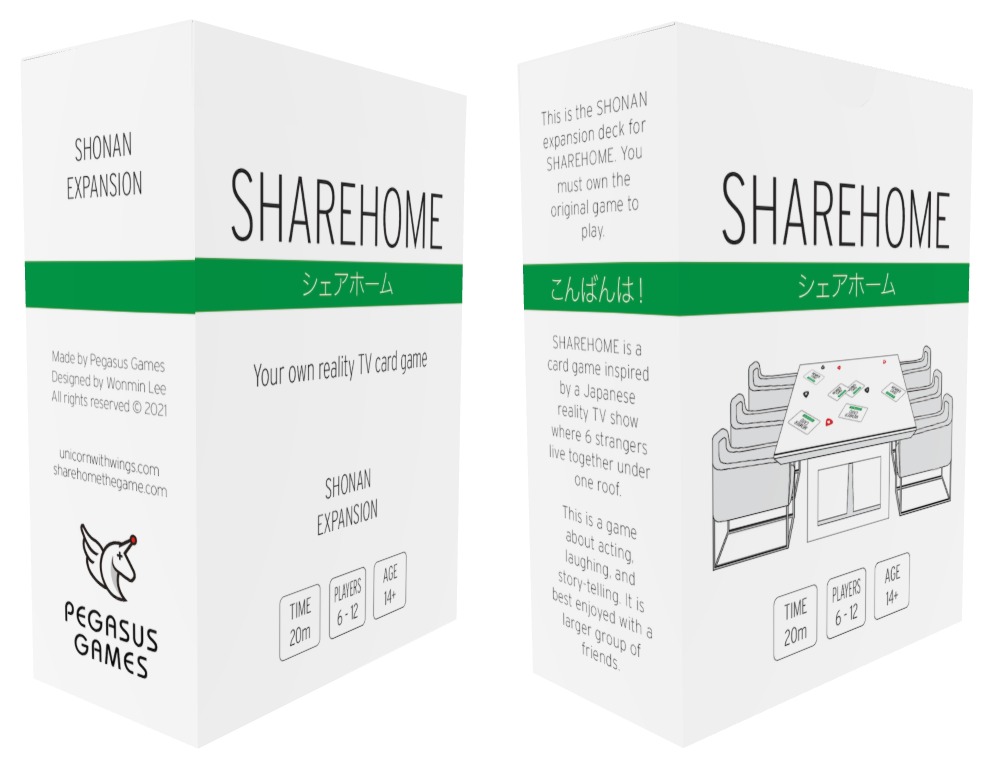 SHONAN
EXPANSION
Made by Pegasus Games
Designed by Wonmin Lee
All rights reserved © 2021
unicornwithwings.com
sharehomethegame.com
PEGASUS
GAMES
SHAREHOME
シェアホーム
Your own reality TV card game
SHONAN
EXPANSION
TIME
20m
PLAYERS
6 - 12
AGE
14+
This is the SHONAN
expansion deck for
SHAREHOME. You
must own the
original game to
play.
こんばんは!
SHAREHOME is a
card game inspired
by a Japanese
reality TV show
where 6 strangers
live together under
one roof.
This is a game
about acting,
laughing, and
story-telling. It is
best enjoyed with a
larger group of
friends.
SHAREHOME
シェアホーム
TIME
20m
PLAYERS
6 - 12
AGE
14+